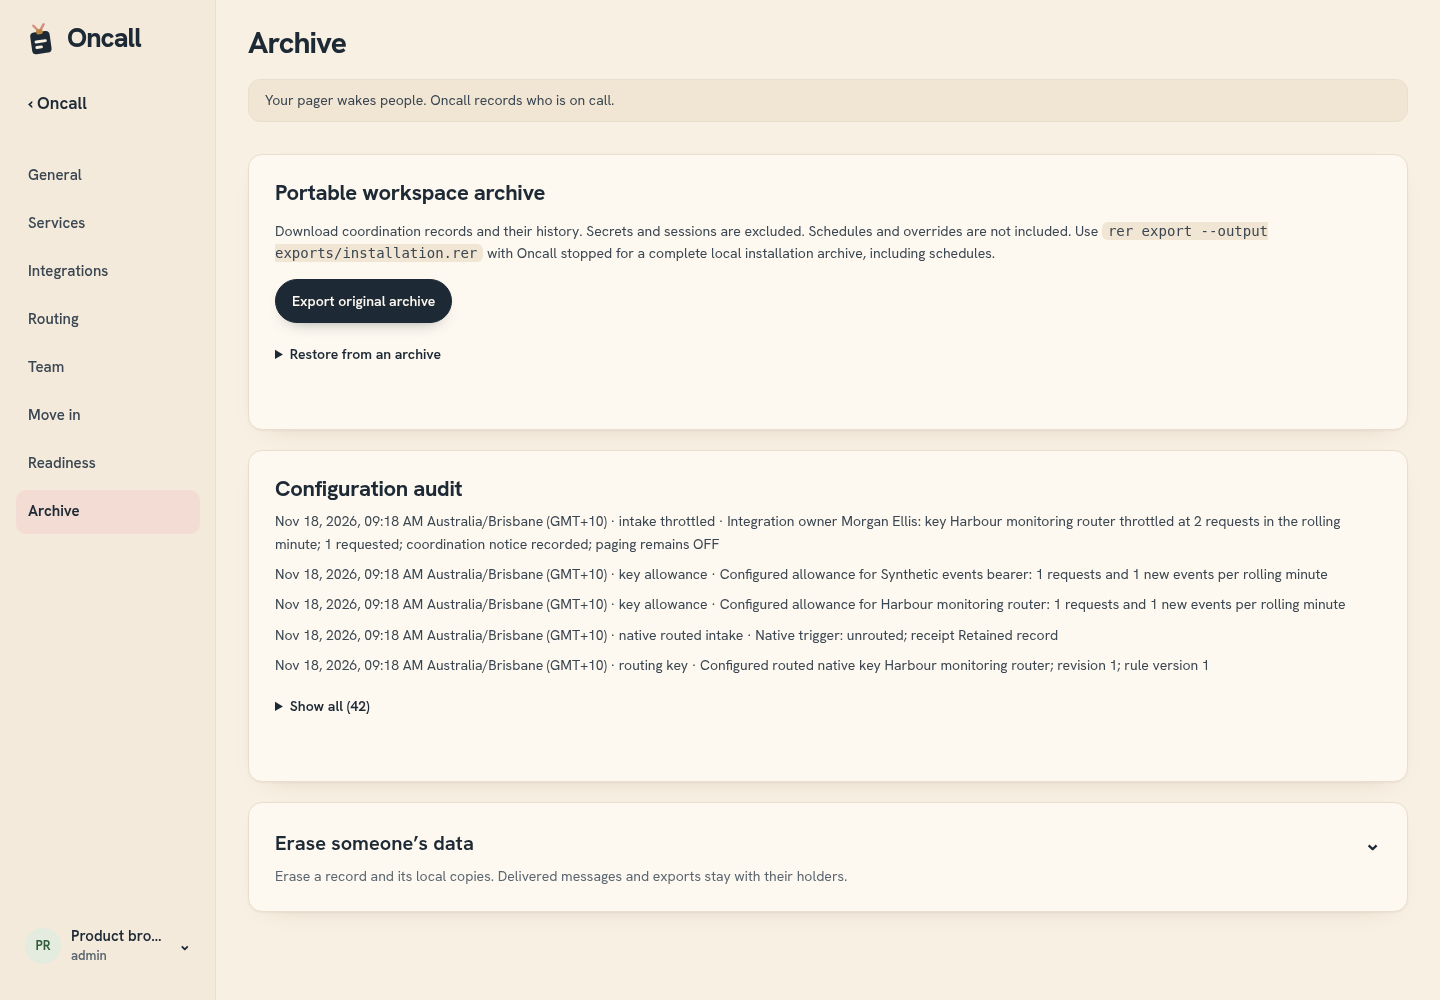 Oncall
‹ Oncall
General
Services
Integrations
Routing
Team
Move in
Readiness
Archive
PR
Product bro...
admin
Archive
Your pager wakes people. Oncall records who is on call.
Portable workspace archive
Download coordination records and their history. Secrets and sessions are excluded. Schedules and overrides are not included. Use rer export --output
exports/installation.rer with Oncall stopped for a complete local installation archive, including schedules.
Export original archive
Restore from an archive
Configuration audit
Nov 18, 2026, 09:18 AM Australia/Brisbane (GMT+10) · intake throttled · Integration owner Morgan Ellis: key Harbour monitoring router throttled at 2 requests in the rolling
minute; 1 requested; coordination notice recorded; paging remains OFF
Nov 18, 2026, 09:18 AM Australia/Brisbane (GMT+10) · key allowance · Configured allowance for Synthetic events bearer: 1 requests and 1 new events per rolling minute
Nov 18, 2026, 09:18 AM Australia/Brisbane (GMT+10) · key allowance · Configured allowance for Harbour monitoring router: 1 requests and 1 new events per rolling minute
Nov 18, 2026, 09:18 AM Australia/Brisbane (GMT+10) · native routed intake · Native trigger: unrouted; receipt Retained record
Nov 18, 2026, 09:18 AM Australia/Brisbane (GMT+10) · routing key · Configured routed native key Harbour monitoring router; revision 1; rule version 1
Show all (42)
Erase someone’s data
Erase a record and its local copies. Delivered messages and exports stay with their holders.